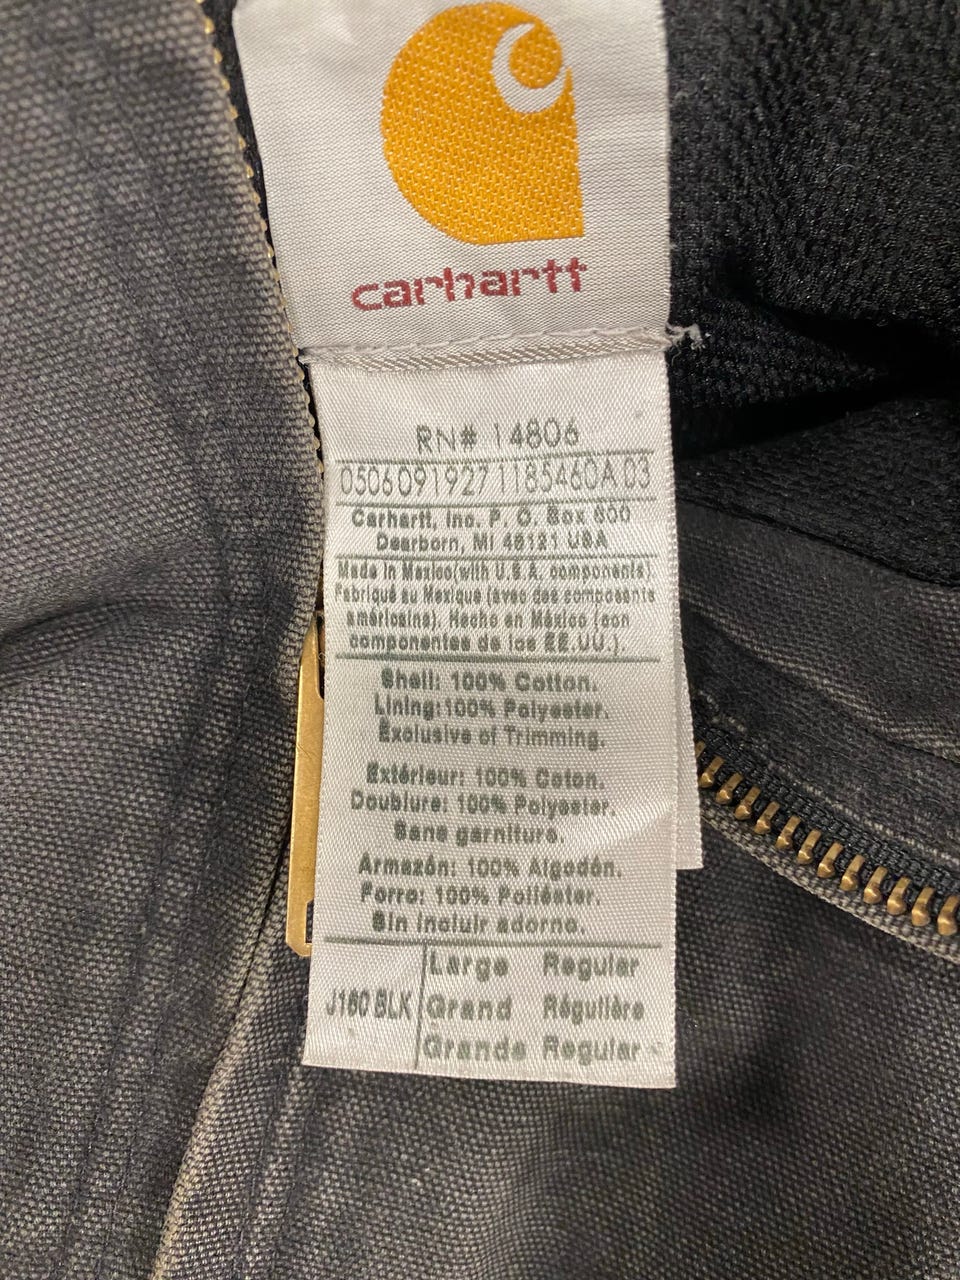 carhartt
RN# 14806
0506091927 1185460A 03
Carhartt, Inc. P. O. Box 600
Dearborn, MI 48121 USA
Made in Mexico(with U.S.A. components)
Fabriqué au Mexique (avec des composants
américains). Hecho en México (con
componentes de los EE.UU.).
Shell: 100% Cotton.
Lining:100% Polyester.
Exclusive of Trimming.
Extérieur: 100% Coton.
Doublure: 100% Polyester.
Sans garniture.
Armazón: 100% Algodón.
Forro: 100% Poliéster.
Sin incluir adorno.
J160 BLK
Large Regular
Grand Régulière
Grande Regular